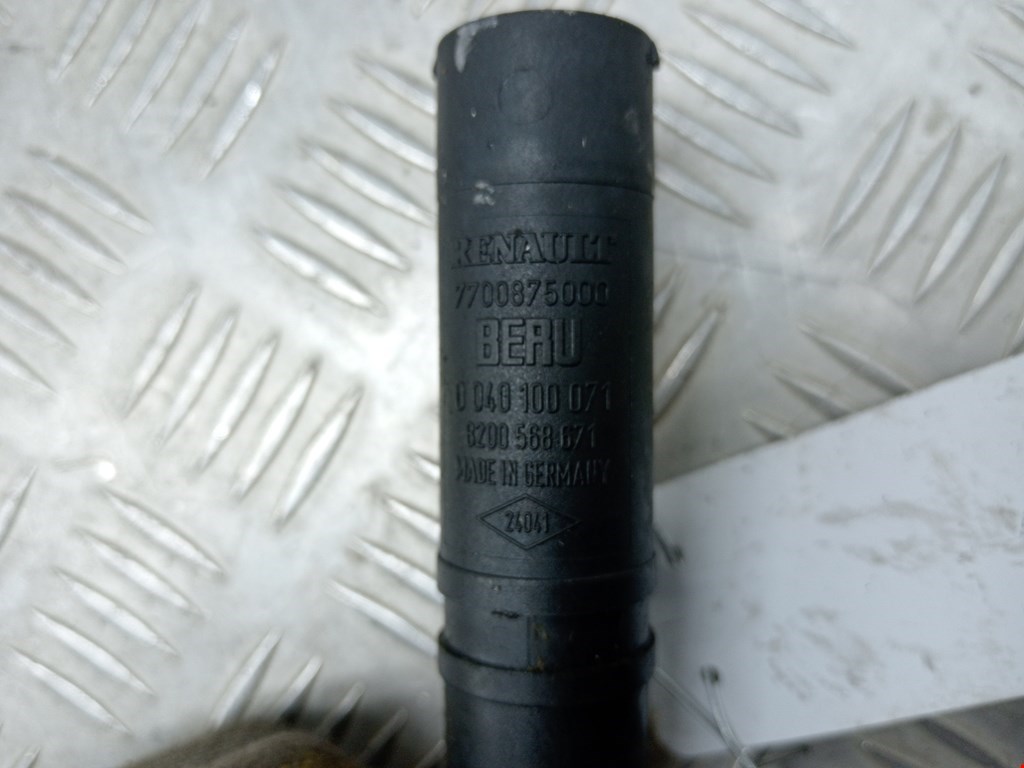 RENAULT
7700875000
BERU
0 040 100 071
8200 568 671
MADE IN GERMANY
24041